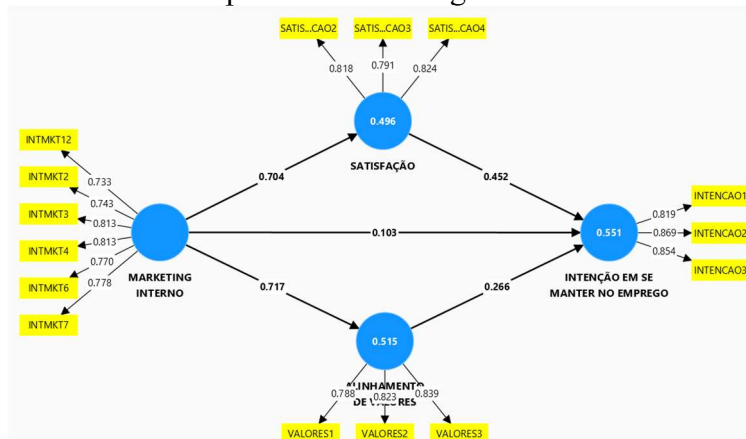 SATIS...CAO2 SATIS...CAO3 SATIS...CAO4
0.818 0.791 0.824
0.496
SATISFAÇÃO
INTMKT12
INTMKT2
INTMKT3
INTMKT4
INTMKT6
INTMKT7
0.733
0.743
0.813
0.813
0.770
0.778
MARKETING
INTERNO
0.704
0.452
0.103
0.717
0.266
0.551
INTENÇÃO EM SE
MANTER NO EMPREGO
0.819
0.869
0.854
INTENCAO1
INTENCAO2
INTENCAO3
0.515
ALINHAMENTO
DE VALORES
0.788 0.823 0.839
VALORES1 VALORES2 VALORES3